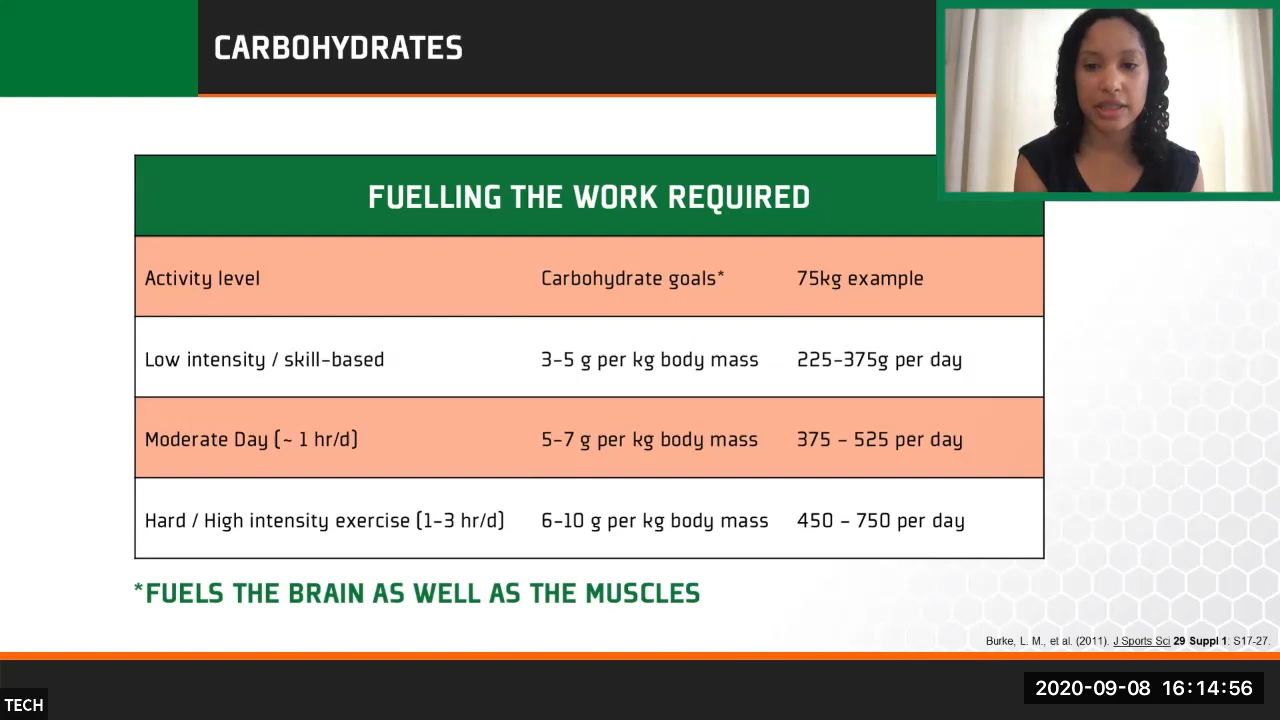 CARBOHYDRATES
FUELLING THE WORK REQUIRED
Activity level Carbohydrate goals* 75kg example
Low intensity / skill-based 3-5 g per kg body mass 225-375g per day
Moderate Day (~ 1 hr/d) 5-7 g per kg body mass 375 - 525 per day
Hard / High intensity exercise (1-3 hr/d) 6-10 g per kg body mass 450 - 750 per day
*FUELS THE BRAIN AS WELL AS THE MUSCLES
Burke, L. M., et al. (2011). J Sports Sci 29 Suppl 1: S17-27.
2020-09-08 16:14:56
TECH